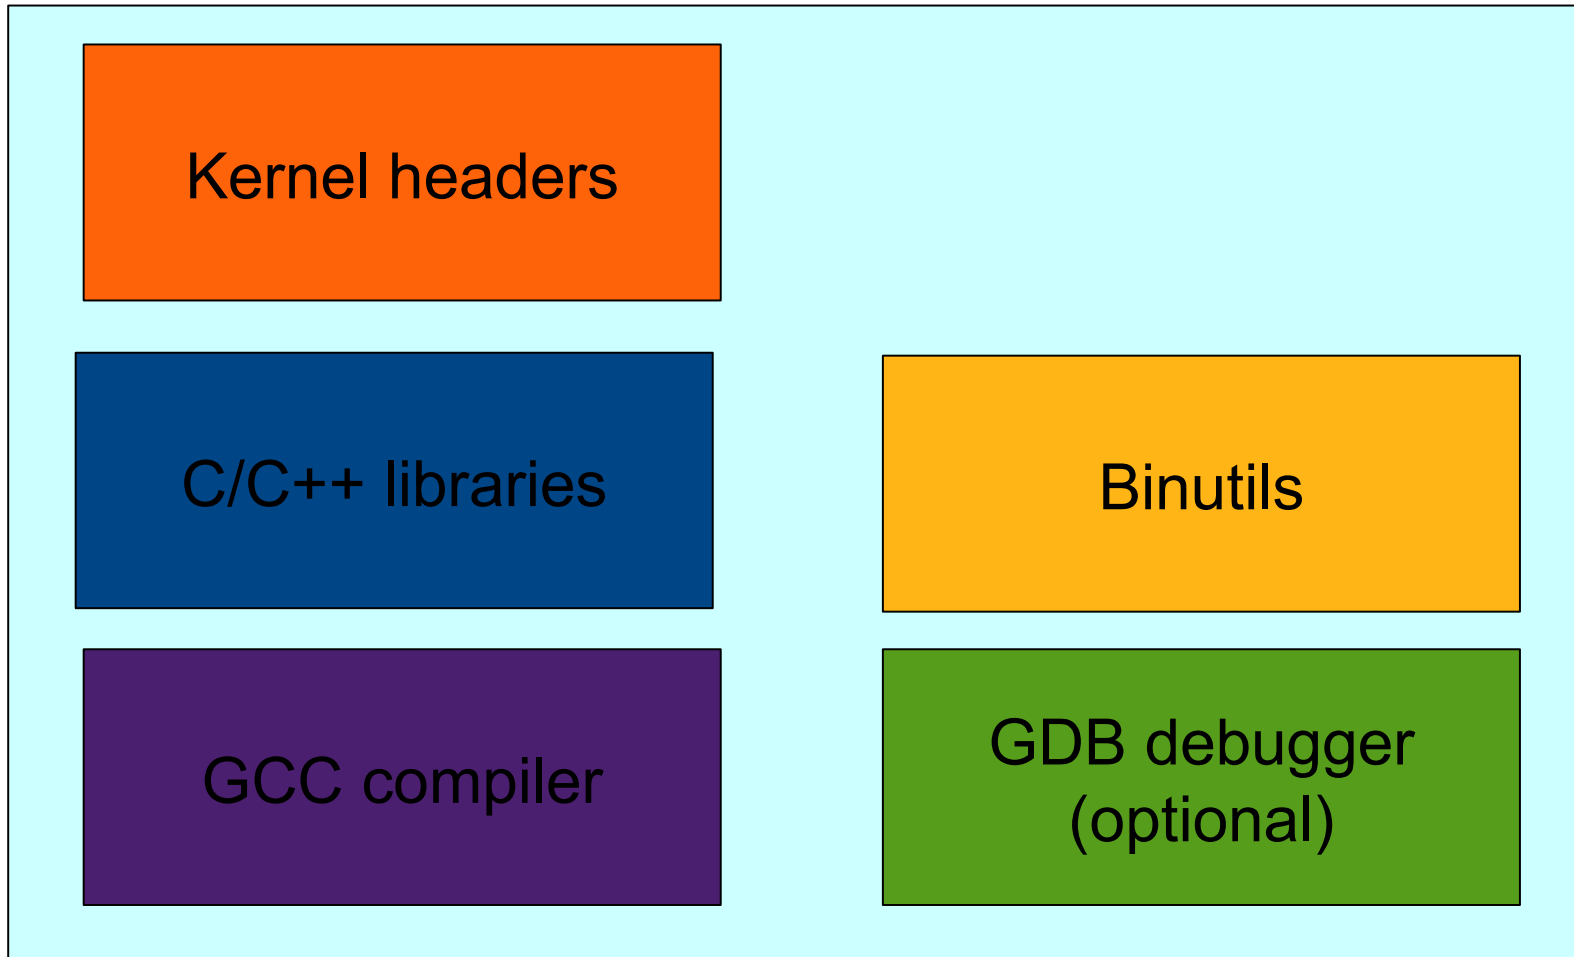 Kernel headers
C/C++ libraries
Binutils
GCC compiler
GDB debugger
(optional)